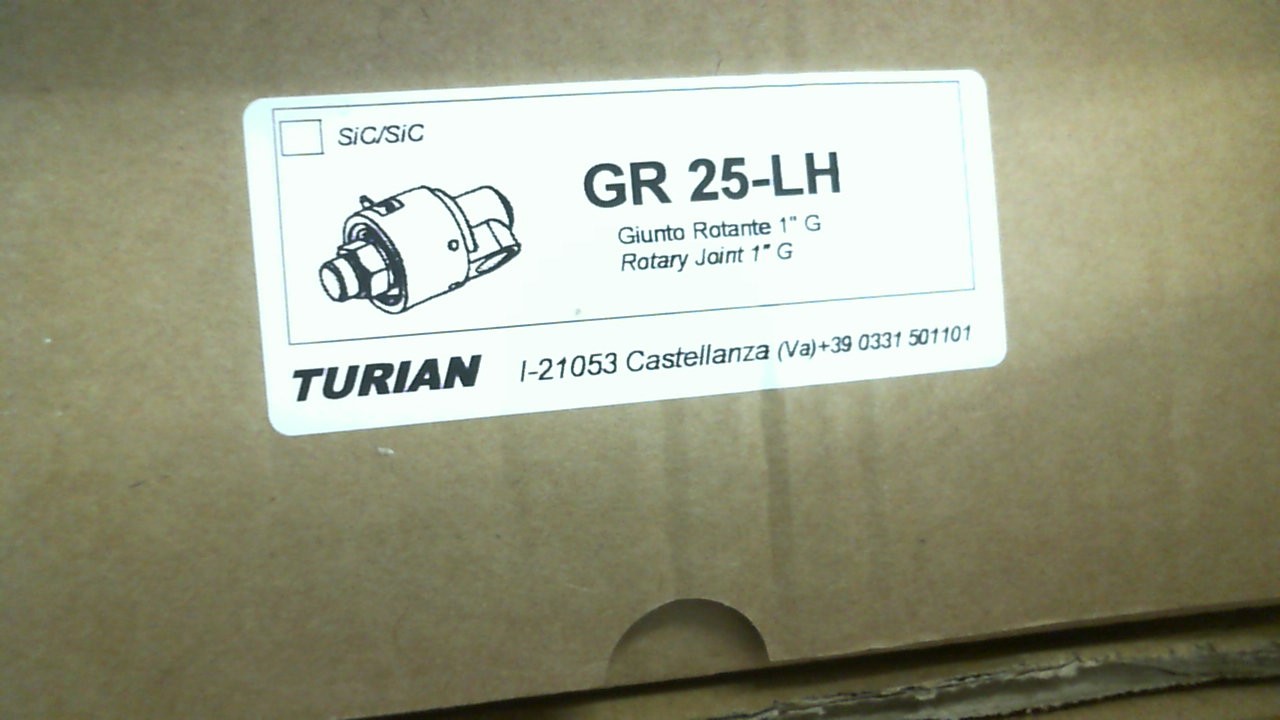 SiC/SiC
GR 25-LH
Giunto Rotante 1" G
Rotary Joint 1" G
TURIAN I-21053 Castellanza (Va)+39 0331 501101